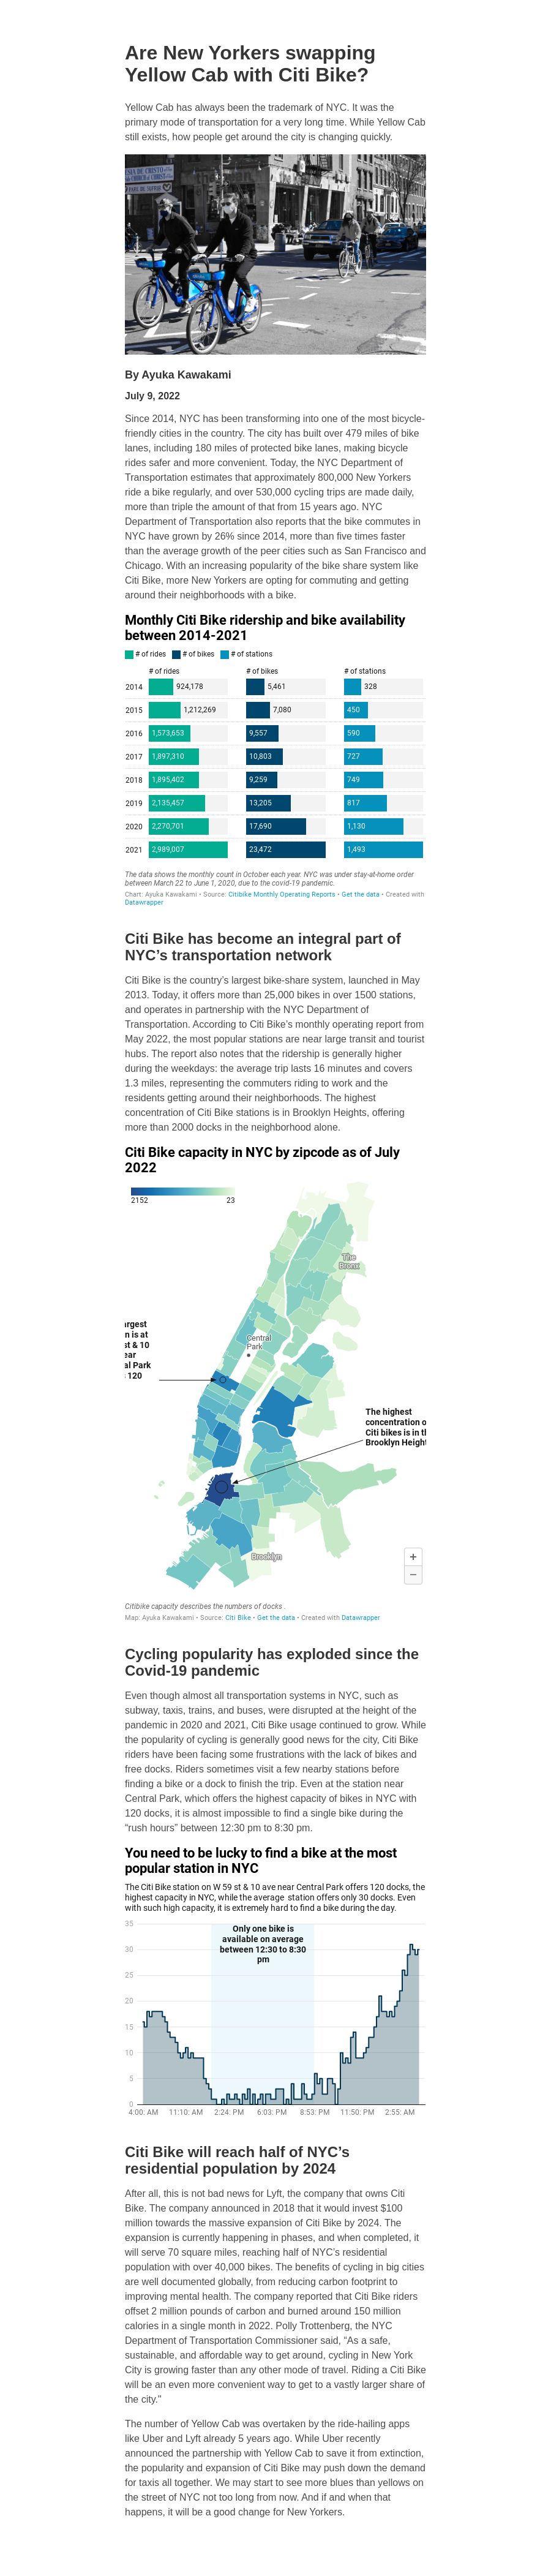 Are New Yorkers swapping
Yellow Cab with Citi Bike?
Yellow Cab has always been the trademark of NYC. It was the
primary mode of transportation for a very long time. While Yellow Cab
still exists, how people get around the city is changing quickly.
By Ayuka Kawakami
July 9, 2022
Since 2014, NYC has been transforming into one of the most bicycle-
friendly cities in the country. The city has built over 479 miles of bike
lanes, including 180 miles of protected bike lanes, making bicycle
rides safer and more convenient. Today, the NYC Department of
Transportation estimates that approximately 800,000 New Yorkers
ride a bike regularly, and over 530,000 cycling trips are made daily,
more than triple the amount of that from 15 years ago. NYC
Department of Transportation also reports that the bike commutes in
NYC have grown by 26% since 2014, more than five times faster
than the average growth of the peer cities such as San Francisco and
Chicago. With an increasing popularity of the bike share system like
Citi Bike, more New Yorkers are opting for commuting and getting
around their neighborhoods with a bike.
Monthly Citi Bike ridership and bike availability
between 2014-2021
# of rides # of bikes # of stations
# of rides # of bikes # of stations
2014 924,178 5,461 328
2015 1,212,269 7,080 450
2016 1,573,653 9,557 590
2017 1,897,310 10,803 727
2018 1,895,402 9,259 749
2019 2,135,457 13,205 817
2020 2,270,701 17,690 1,130
2021 2,989,007 23,472 1,493
The data shows the monthly count in October each year. NYC was under stay-at-home order
between March 22 to June 1, 2020, due to the covid-19 pandemic.
Chart: Ayuka Kawakami • Source: Citibike Monthly Operating Reports • Get the data • Created with
Datawrapper
Citi Bike has become an integral part of
NYC’s transportation network
Citi Bike is the country’s largest bike-share system, launched in May
2013. Today, it offers more than 25,000 bikes in over 1500 stations,
and operates in partnership with the NYC Department of
Transportation. According to Citi Bike’s monthly operating report from
May 2022, the most popular stations are near large transit and tourist
hubs. The report also notes that the ridership is generally higher
during the weekdays: the average trip lasts 16 minutes and covers
1.3 miles, representing the commuters riding to work and the
residents getting around their neighborhoods. The highest
concentration of Citi Bike stations is in Brooklyn Heights, offering
more than 2000 docks in the neighborhood alone.
Citi Bike capacity in NYC by zipcode as of July
2022
2152 23
The
Bronx
argest
n is at
st & 10
ear
al Park
120
Central
Park
The highest
concentration o
Citi bikes is in th
Brooklyn Height
Brooklyn
+
−
Citibike capacity describes the numbers of docks .
Map: Ayuka Kawakami • Source: Citi Bike • Get the data • Created with Datawrapper
Cycling popularity has exploded since the
Covid-19 pandemic
Even though almost all transportation systems in NYC, such as
subway, taxis, trains, and buses, were disrupted at the height of the
pandemic in 2020 and 2021, Citi Bike usage continued to grow. While
the popularity of cycling is generally good news for the city, Citi Bike
riders have been facing some frustrations with the lack of bikes and
free docks. Riders sometimes visit a few nearby stations before
finding a bike or a dock to finish the trip. Even at the station near
Central Park, which offers the highest capacity of bikes in NYC with
120 docks, it is almost impossible to find a single bike during the
“rush hours” between 12:30 pm to 8:30 pm.
You need to be lucky to find a bike at the most
popular station in NYC
The Citi Bike station on W 59 st & 10 ave near Central Park offers 120 docks, the
highest capacity in NYC, while the average station offers only 30 docks. Even
with such high capacity, it is extremely hard to find a bike during the day.
35
Only one bike is
available on average
between 12:30 to 8:30
pm
30
25
20
15
10
5
0
4:00: AM 11:10: AM 2:24: PM 6:03: PM 8:53: PM 11:50: PM 2:55: AM
Citi Bike will reach half of NYC’s
residential population by 2024
After all, this is not bad news for Lyft, the company that owns Citi
Bike. The company announced in 2018 that it would invest $100
million towards the massive expansion of Citi Bike by 2024. The
expansion is currently happening in phases, and when completed, it
will serve 70 square miles, reaching half of NYC’s residential
population with over 40,000 bikes. The benefits of cycling in big cities
are well documented globally, from reducing carbon footprint to
improving mental health. The company reported that Citi Bike riders
offset 2 million pounds of carbon and burned around 150 million
calories in a single month in 2022. Polly Trottenberg, the NYC
Department of Transportation Commissioner said, “As a safe,
sustainable, and affordable way to get around, cycling in New York
City is growing faster than any other mode of travel. Riding a Citi Bike
will be an even more convenient way to get to a vastly larger share of
the city.”
The number of Yellow Cab was overtaken by the ride-hailing apps
like Uber and Lyft already 5 years ago. While Uber recently
announced the partnership with Yellow Cab to save it from extinction,
the popularity and expansion of Citi Bike may push down the demand
for taxis all together. We may start to see more blues than yellows on
the street of NYC not too long from now. And if and when that
happens, it will be a good change for New Yorkers.